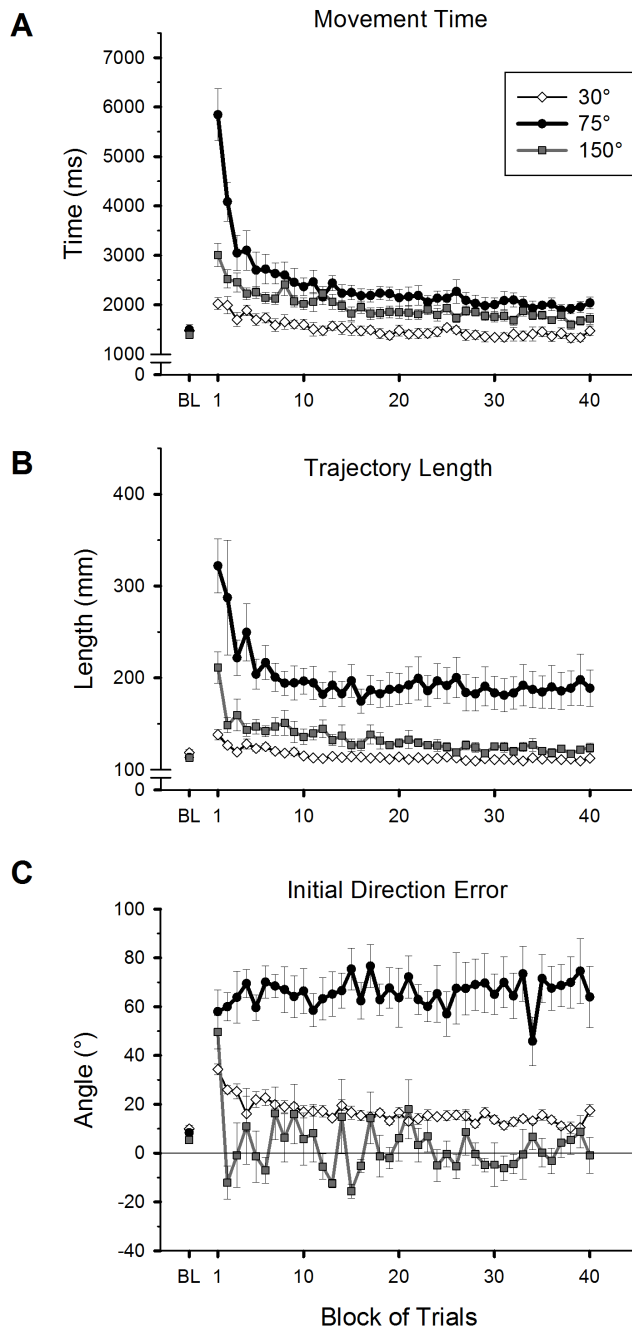 A
Movement Time
7000
6000
5000
4000
3000
2000
1000
0
Time (ms)
30°
75°
150°
BL 1 10 20 30 40
B
Trajectory Length
400
300
200
100
0
Length (mm)
BL 1 10 20 30 40
C
Initial Direction Error
100
80
60
40
20
0
-20
-40
Angle (°)
BL 1 10 20 30 40
Block of Trials